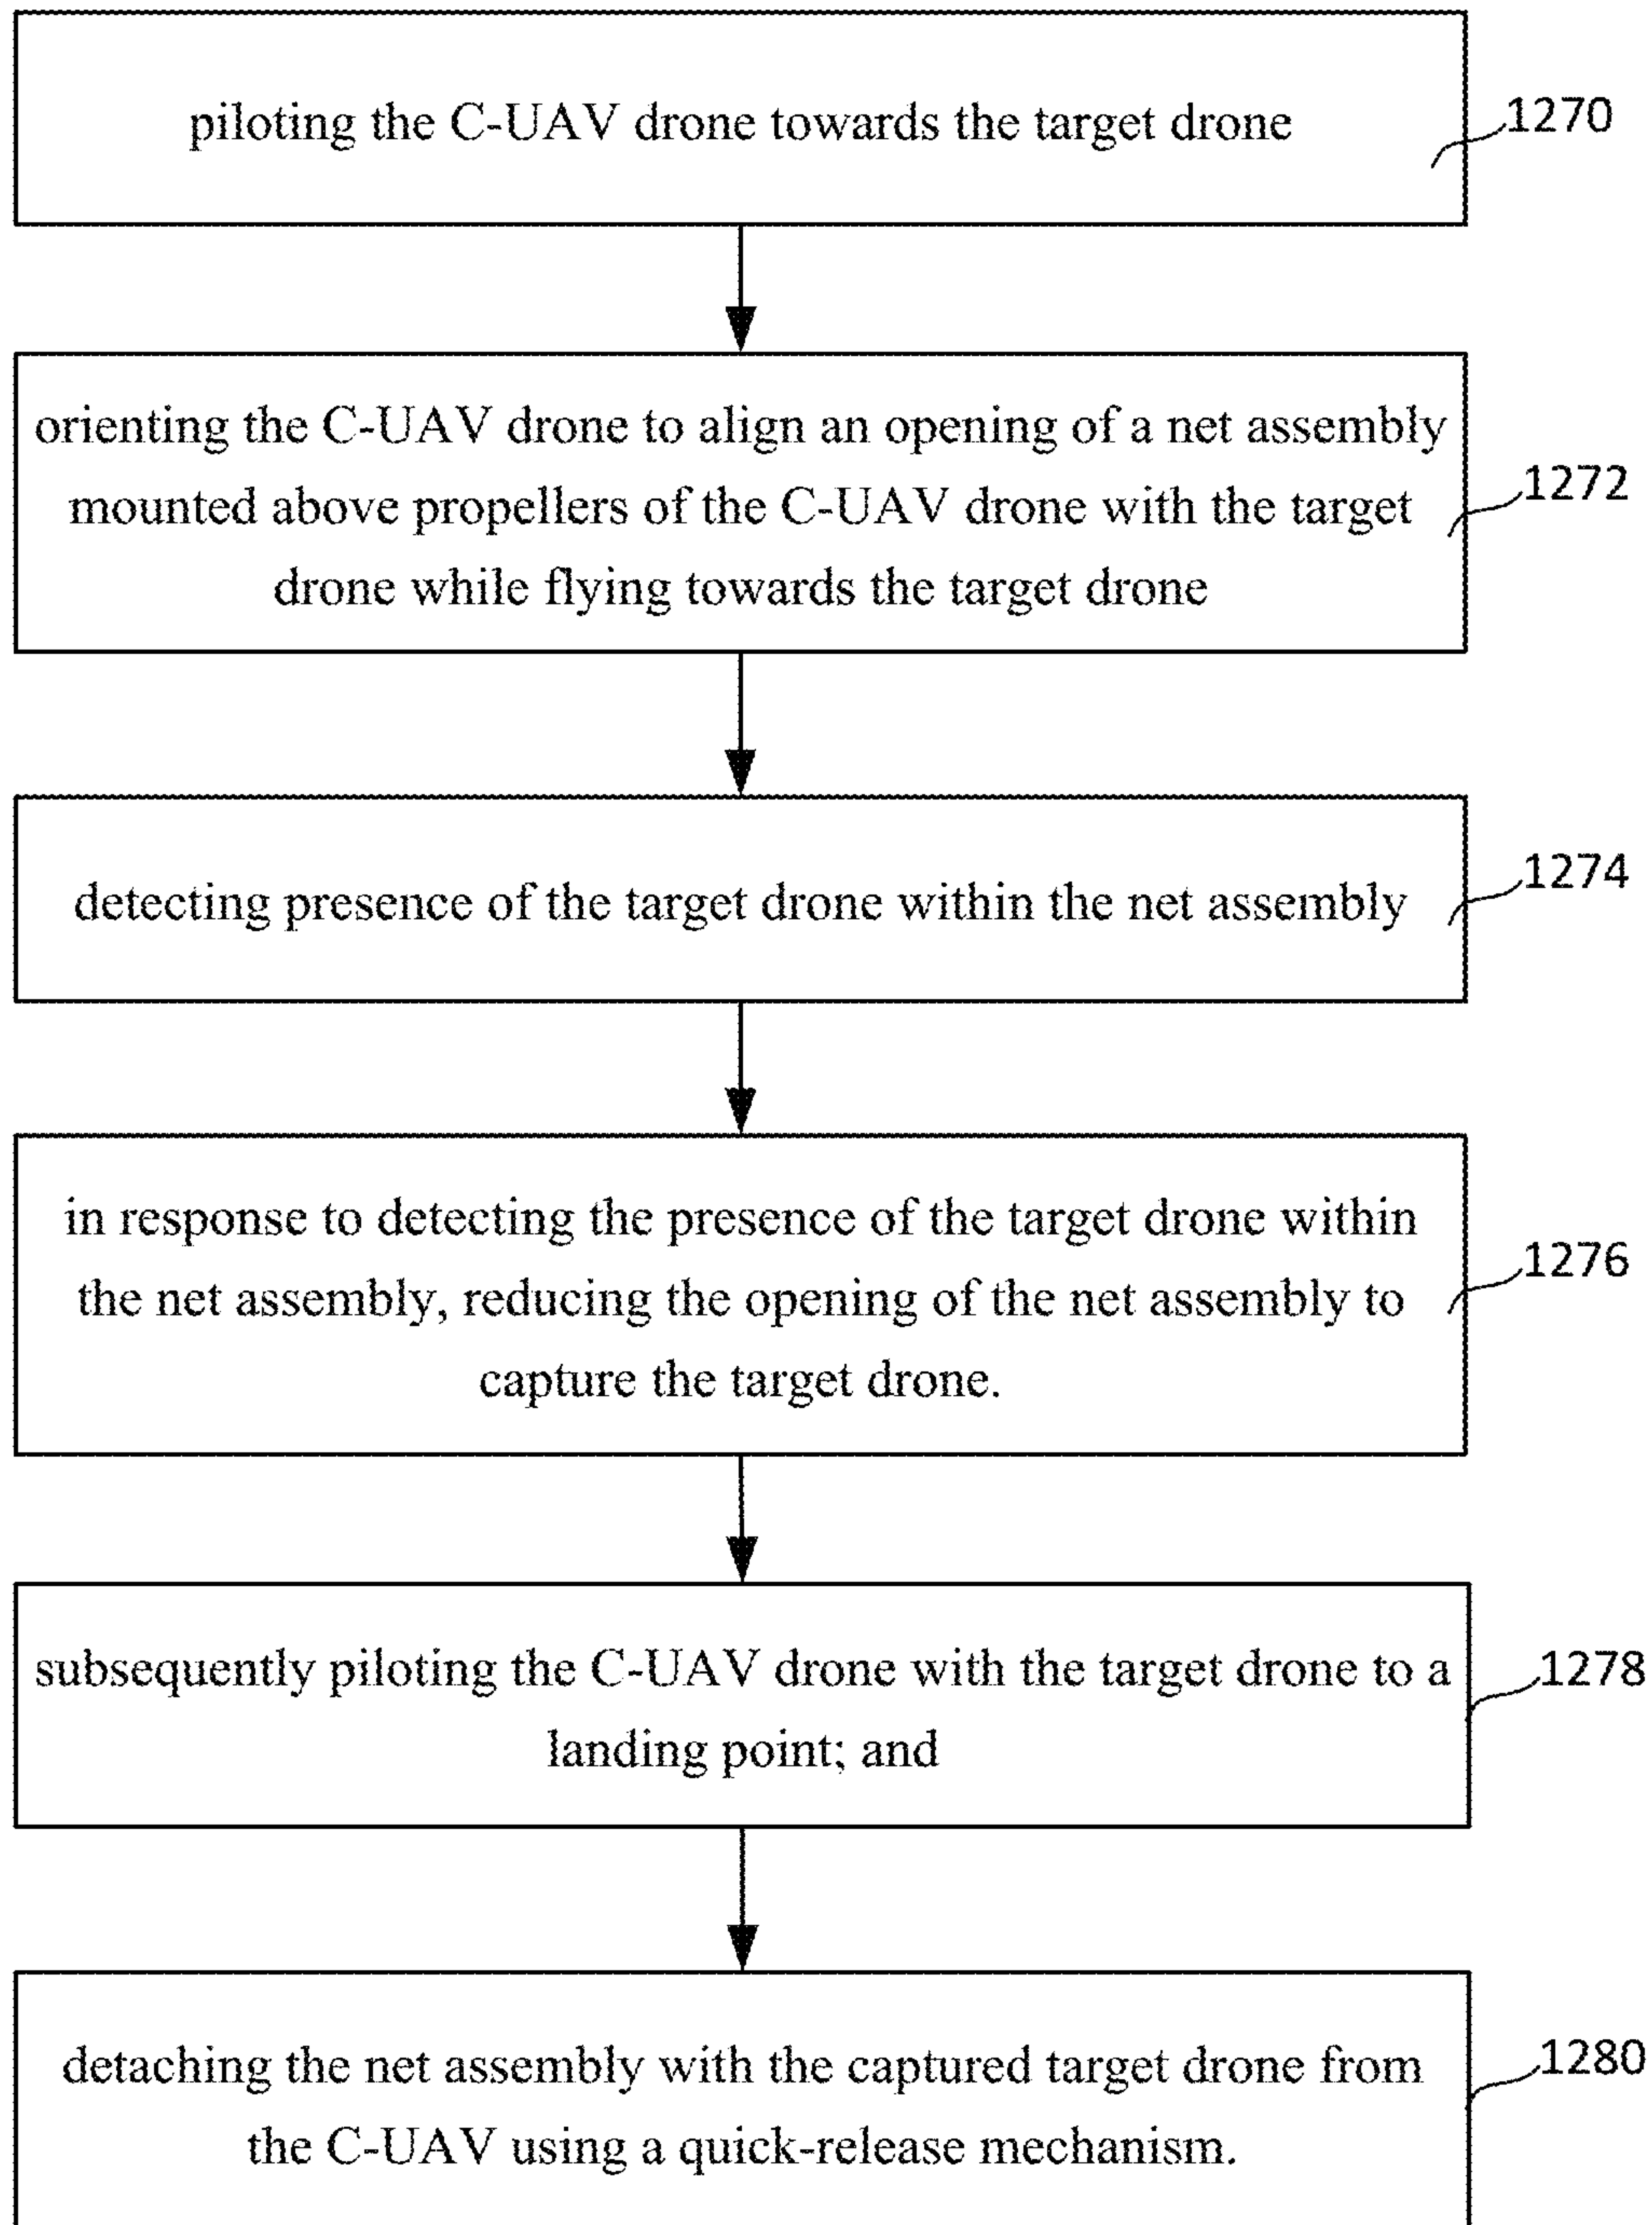 piloting the C-UAV drone towards the target drone
1270
orienting the C-UAV drone to align an opening of a net assembly
mounted above propellers of the C-UAV drone with the target
drone while flying towards the target drone
1272
detecting presence of the target drone within the net assembly
1274
in response to detecting the presence of the target drone within
the net assembly, reducing the opening of the net assembly to
capture the target drone.
1276
subsequently piloting the C-UAV drone with the target drone to a
landing point; and
1278
detaching the net assembly with the captured target drone from
the C-UAV using a quick-release mechanism.
1280